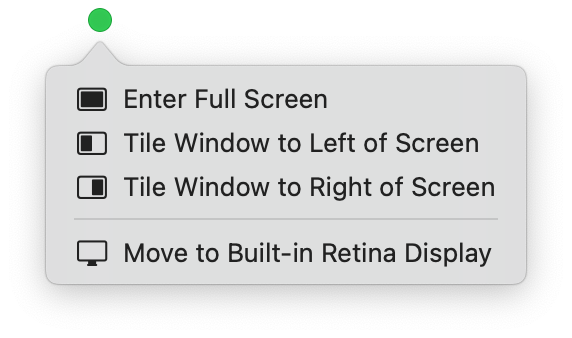 Enter Full Screen
Tile Window to Left of Screen
Tile Window to Right of Screen
Move to Built-in Retina Display